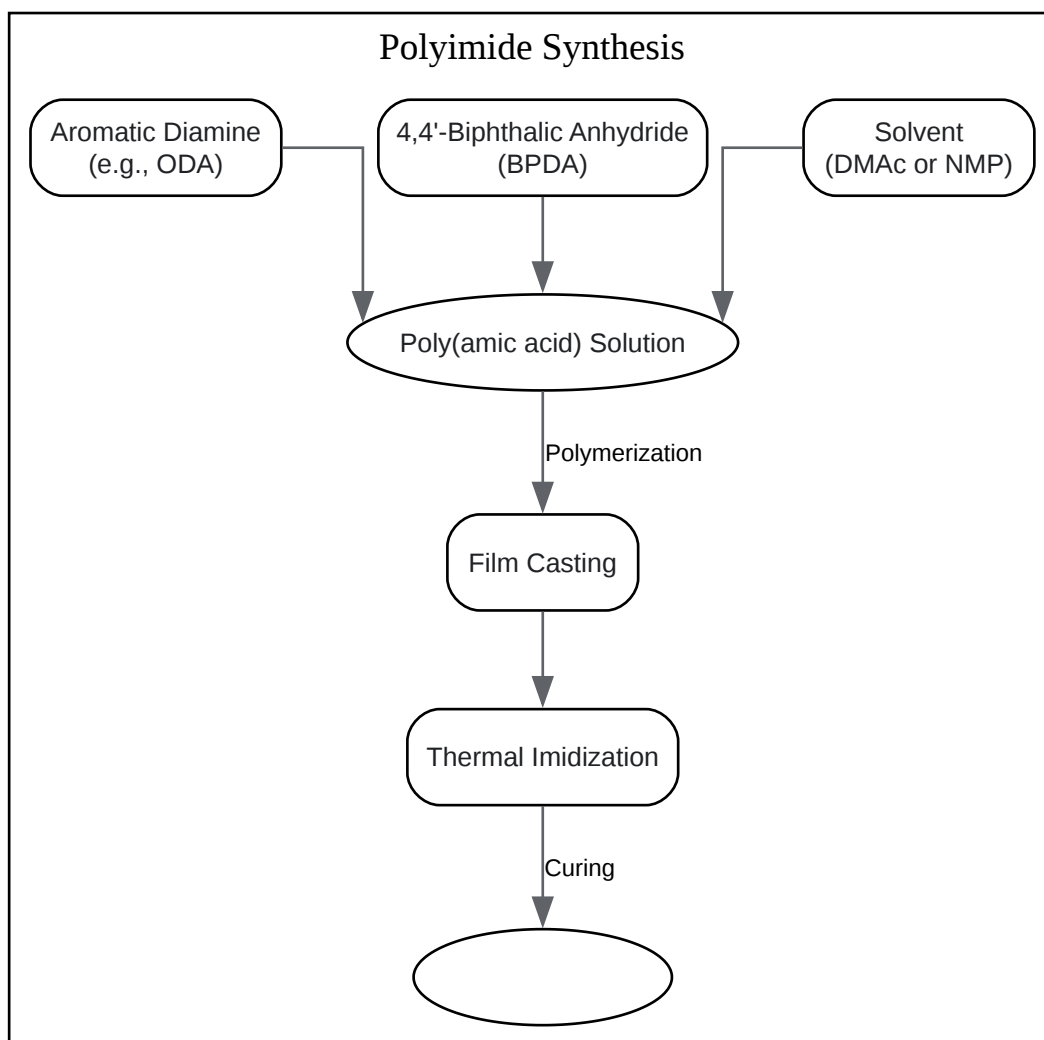 Polyimide Synthesis
Aromatic Diamine
(e.g., ODA)
4,4'-Biphthalic Anhydride
(BPDA)
Solvent
(DMAc or NMP)
Poly(amic acid) Solution
Polymerization
Film Casting
Thermal Imidization
Curing